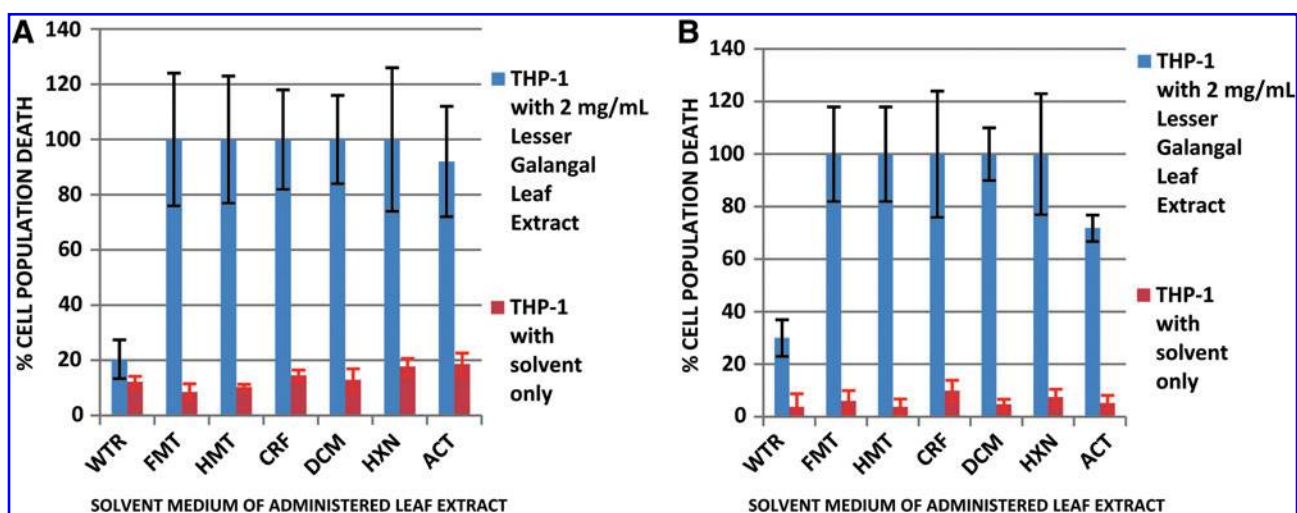 A
% CELL POPULATION DEATH
140
120
100
80
60
40
20
0
WTR
FMT
HMT
CRF
DCM
HXN
ACT
SOLVENT MEDIUM OF ADMINISTERED LEAF EXTRACT
THP-1
with 2 mg/mL
Lesser
Galangal
Leaf
Extract
THP-1
with
solvent
only
B
% CELL POPULATION DEATH
140
120
100
80
60
40
20
0
WTR
FMT
HMT
CRF
DCM
HXN
ACT
SOLVENT MEDIUM OF ADMINISTERED LEAF EXTRACT
THP-1
with 2 mg/mL
Lesser
Galangal
Leaf
Extract
THP-1
with
solvent
only